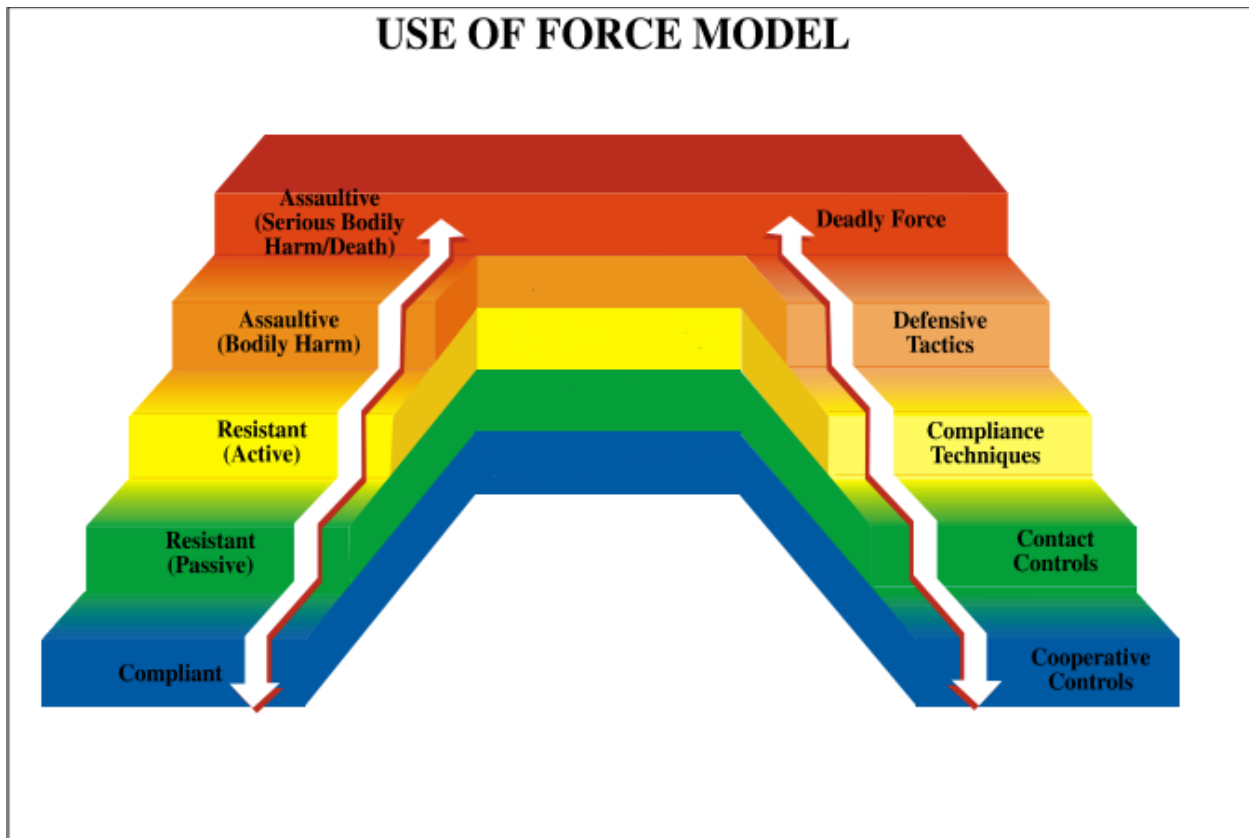 USE OF FORCE MODEL
Assaultive
(Serious Bodily
Harm/Death)
Deadly Force
Assaultive
(Bodily Harm)
Defensive
Tactics
Resistant
(Active)
Compliance
Techniques
Resistant
(Passive)
Contact
Controls
Compliant
Cooperative
Controls